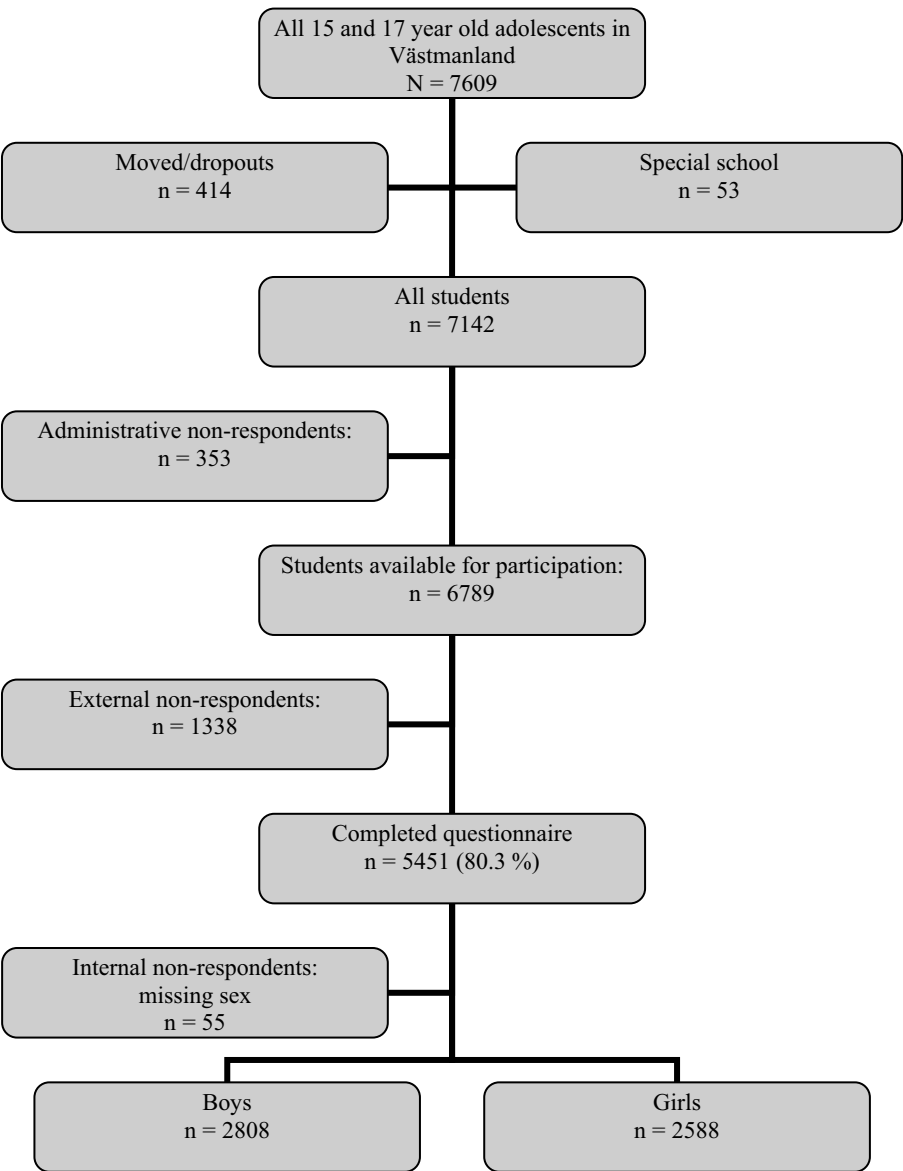 All 15 and 17 year old adolescents in
Västmanland
N = 7609
Moved/dropouts
n = 414
Special school
n = 53
All students
n = 7142
Administrative non-respondents:
n = 353
Students available for participation:
n = 6789
External non-respondents:
n = 1338
Completed questionnaire
n = 5451 (80.3 %)
Internal non-respondents:
missing sex
n = 55
Boys
n = 2808
Girls
n = 2588